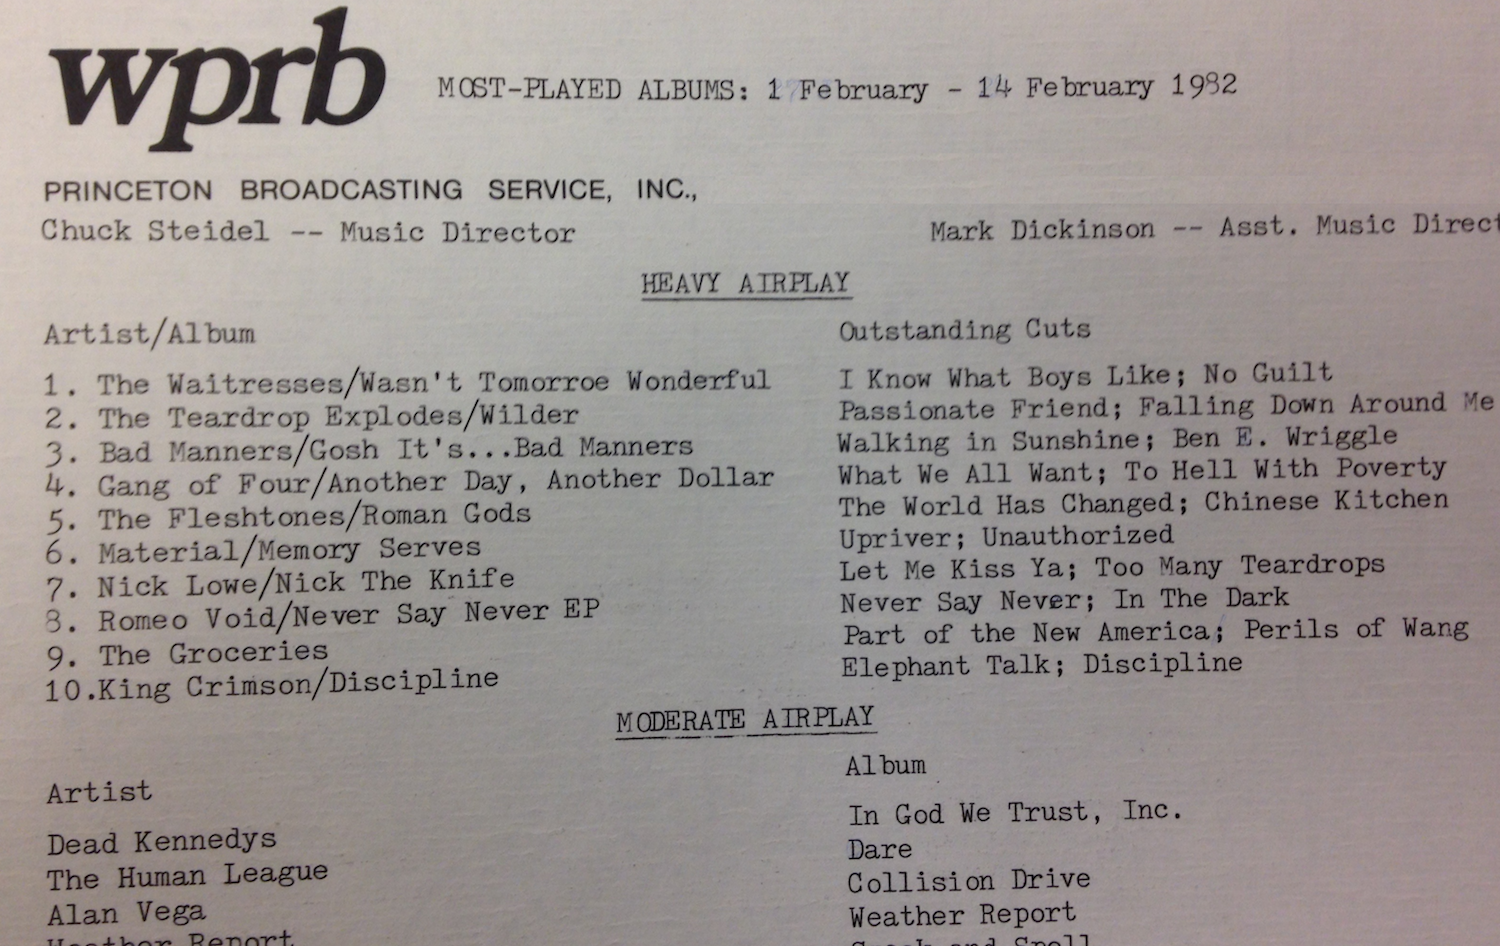 wprb MOST-PLAYED ALBUMS: 1 February - 14 February 1982
PRINCETON BROADCASTING SERVICE, INC.,
Chuck Steidel -- Music Director Mark Dickinson -- Asst. Music Direct
HEAVY AIRPLAY
Artist/Album Outstanding Cuts
1. The Waitresses/Wasn't Tomorroe Wonderful I Know What Boys Like; No Guilt
2. The Teardrop Explodes/Wilder Passionate Friend; Falling Down Around Me
3. Bad Manners/Gosh It's...Bad Manners Walking in Sunshine; Ben E. Wriggle
4. Gang of Four/Another Day, Another Dollar What We All Want; To Hell With Poverty
5. The Fleshtones/Roman Gods The World Has Changed; Chinese Kitchen
6. Material/Memory Serves Upriver; Unauthorized
7. Nick Lowe/Nick The Knife Let Me Kiss Ya; Too Many Teardrops
8. Romeo Void/Never Say Never EP Never Say Never; In The Dark
9. The Groceries Part of the New America; Perils of Wang
10.King Crimson/Discipline Elephant Talk; Discipline
MODERATE AIRPLAY
Artist Album
Dead Kennedys In God We Trust, Inc.
The Human League Dare
Alan Vega Collision Drive
Weather Report Weather Report
and Spell